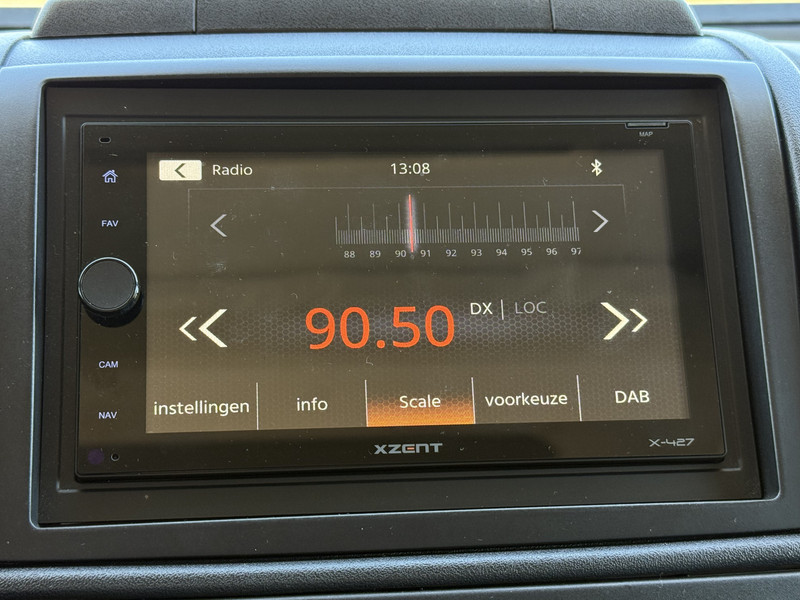 MAP
Radio 13:08
FAV
88 89 90 91 92 93 94 95 96 97
90.50 DX | LOC
CAM
NAV
instellingen info Scale voorkeuze DAB
XZENT X-427